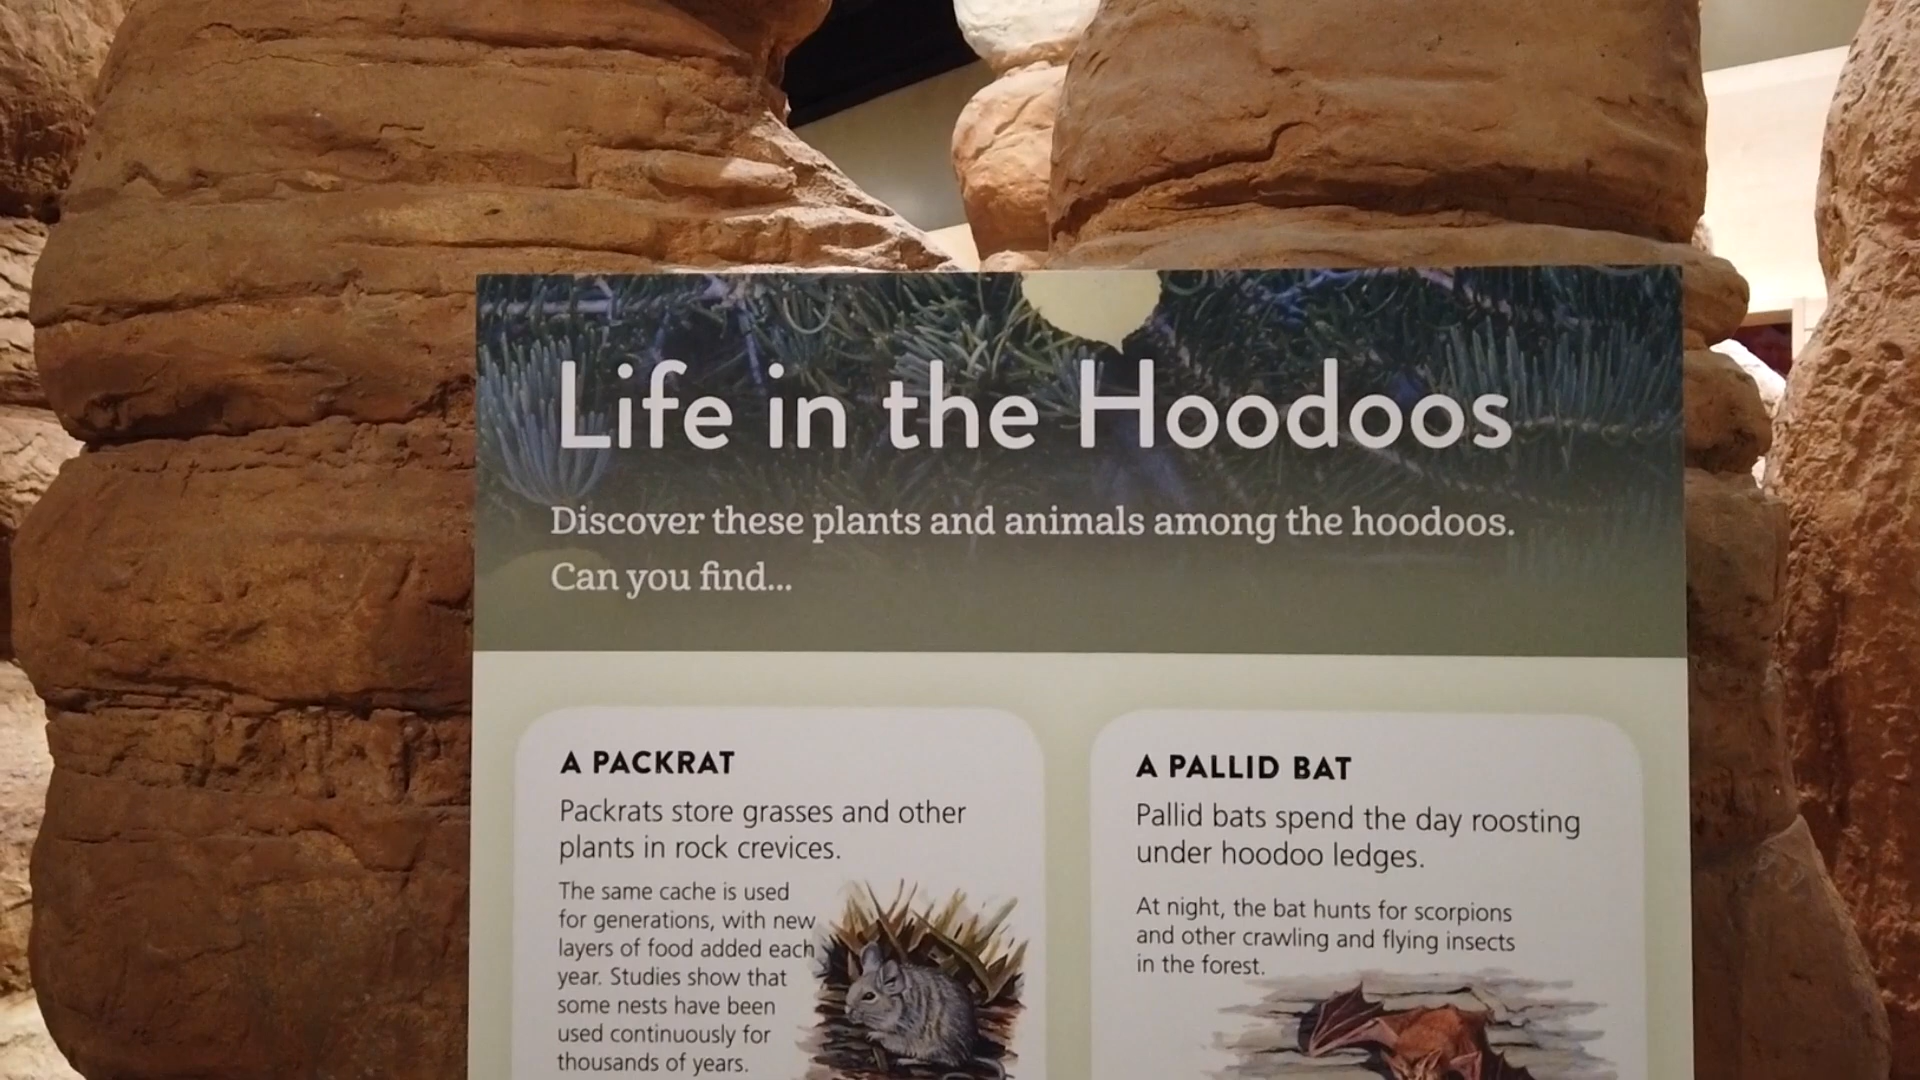 Life in the Hoodoos
Discover these plants and animals among the hoodoos.
Can you find...
A PACKRAT
Packrats store grasses and other
plants in rock crevices.
The same cache is used
for generations, with new
layers of food added each
year. Studies show that
some nests have been
used continuously for
thousands of years.
A PALLID BAT
Pallid bats spend the day roosting
under hoodoo ledges.
At night, the bat hunts for scorpions
and other crawling and flying insects
in the forest.